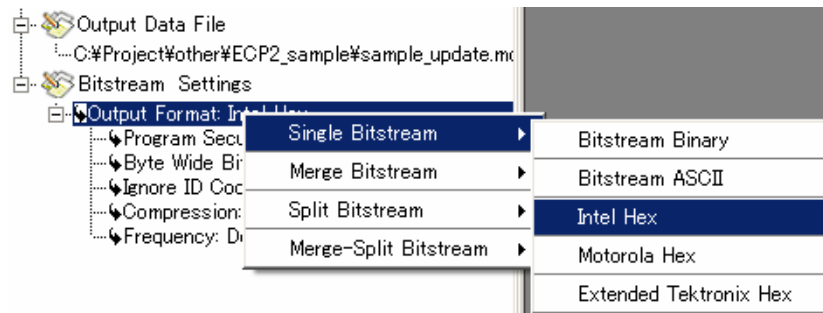 Output Data File
C:¥Project¥other¥ECP2_sample¥sample_update.mc
Bitstream Settings
Output Format: Intel Hex
Program Secu
Byte Wide Bi
Ignore ID Coc
Compression:
Frequency: D
Single Bitstream
Merge Bitstream
Split Bitstream
Merge-Split Bitstream
Bitstream Binary
Bitstream ASCII
Intel Hex
Motorola Hex
Extended Tektronix Hex